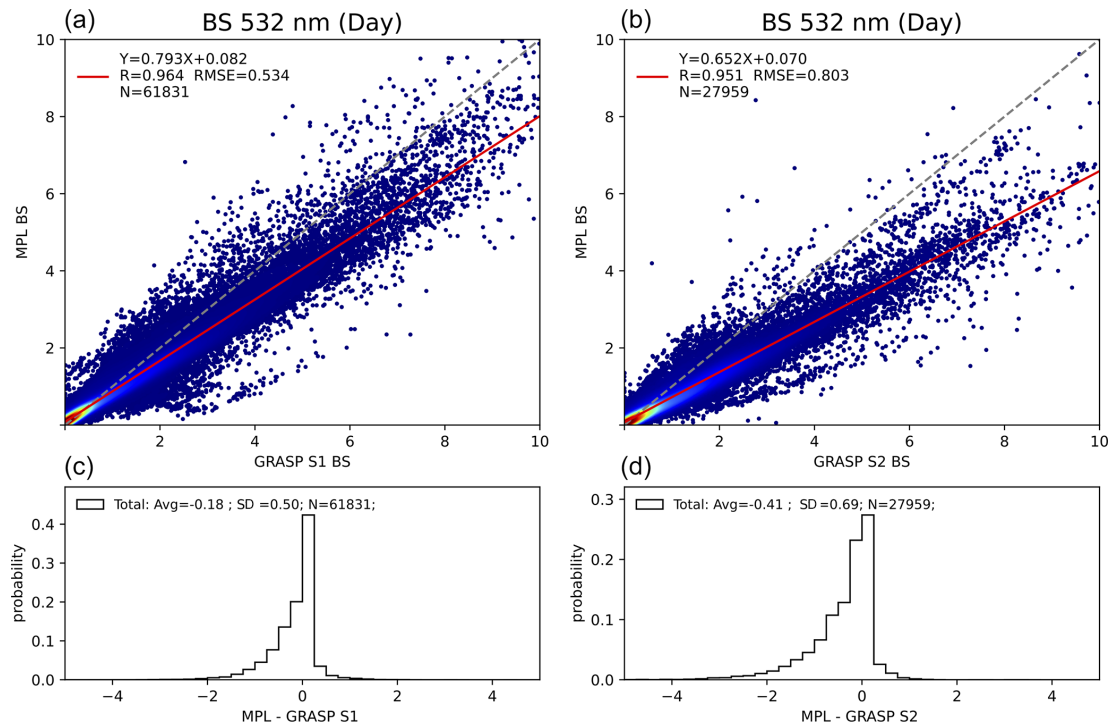 (a) BS 532 nm (Day)
10
Y=0.793X+0.082
R=0.964 RMSE=0.534
N=61831
8
6
4
2
MPL BS
2 4 6 8 10
GRASP S1 BS
(b) BS 532 nm (Day)
10
Y=0.652X+0.070
R=0.951 RMSE=0.803
N=27959
8
6
4
2
MPL BS
2 4 6 8 10
GRASP S2 BS
(c)
Total: Avg=-0.18 ; SD =0.50; N=61831;
0.4
0.3
0.2
0.1
0.0
probability
−4 −2 0 2 4
MPL - GRASP S1
(d)
Total: Avg=-0.41 ; SD=0.69; N=27959;
0.3
0.2
0.1
0.0
probability
−4 −2 0 2 4
MPL - GRASP S2